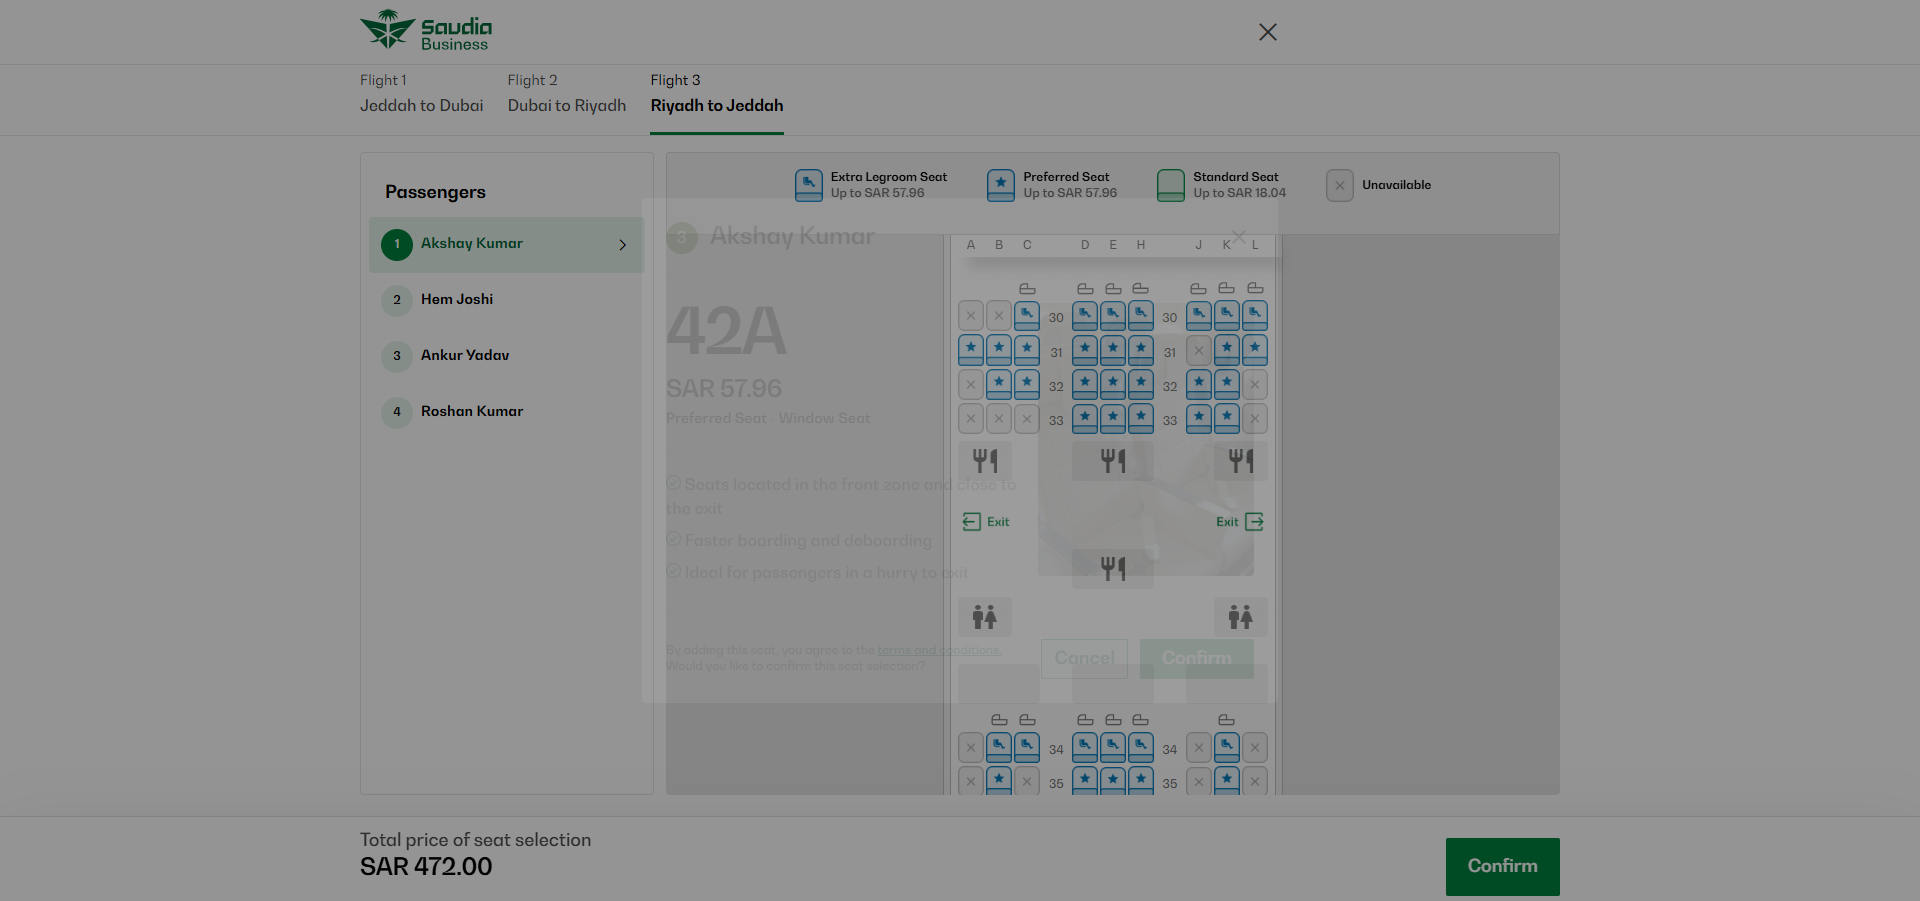 Saudia
Business
Flight 1
Jeddah to Dubai
Flight 2
Dubai to Riyadh
Flight 3
Riyadh to Jeddah
Passengers
1 Akshay Kumar
2 Hem Joshi
3 Ankur Yadav
4 Roshan Kumar
Extra Legroom Seat
Up to SAR 57.96
Preferred Seat
Up to SAR 57.96
Standard Seat
Up to SAR 18.04
Unavailable
3 Akshay Kumar
42A
SAR 57.96
Preferred Seat - Window Seat
Seats located in the front zone and close to
the exit
Faster boarding and deboarding
Ideal for passengers in a hurry to exit
By adding this seat, you agree to the terms and conditions.
Would you like to confirm this seat selection?
Cancel
Confirm
A B C D E H J K L
30 30
31 31
32 32
33 33
Exit Exit
34 34
35 35
Total price of seat selection
SAR 472.00
Confirm